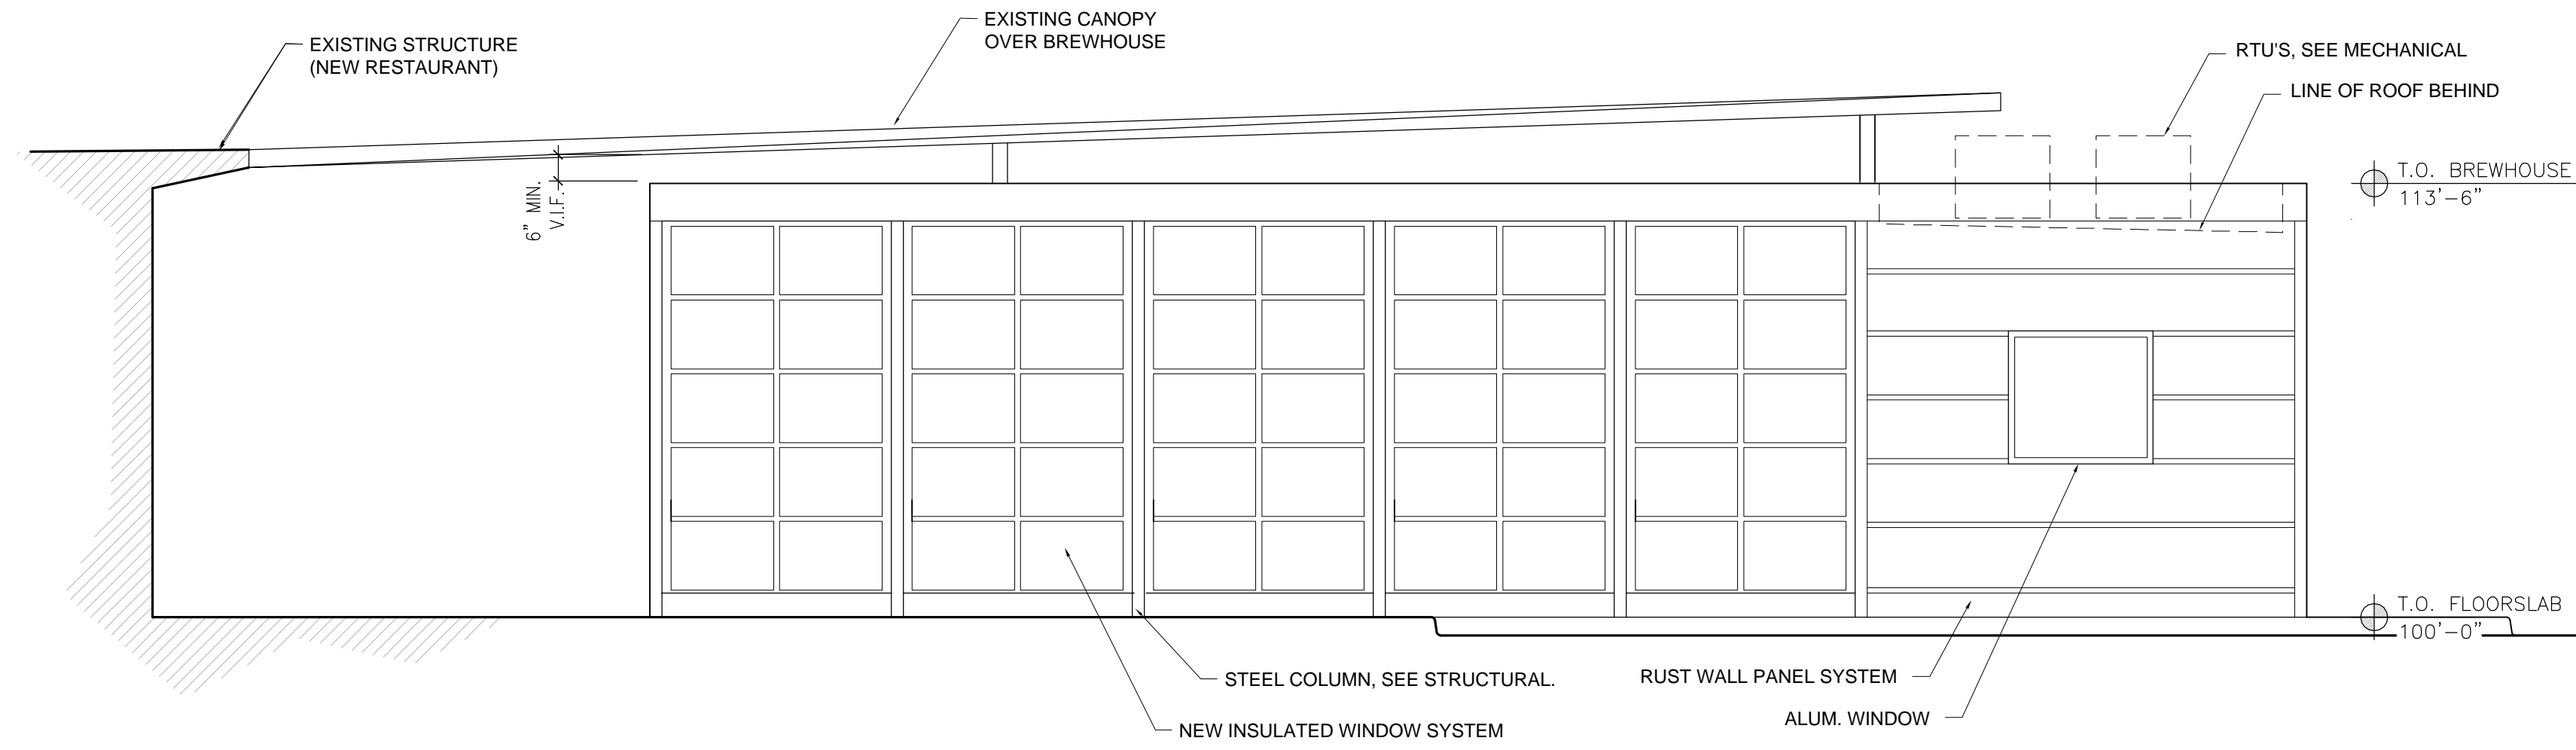 EXISTING CANOPY
OVER BREWHOUSE
EXISTING STRUCTURE
(NEW RESTAURANT)
RTU'S, SEE MECHANICAL
LINE OF ROOF BEHIND
T.O. BREWHOUSE
113'-6"
6" MIN.
V.I.F.
T.O. FLOORSLAB
100'-0"
STEEL COLUMN, SEE STRUCTURAL.
RUST WALL PANEL SYSTEM
ALUM. WINDOW
NEW INSULATED WINDOW SYSTEM